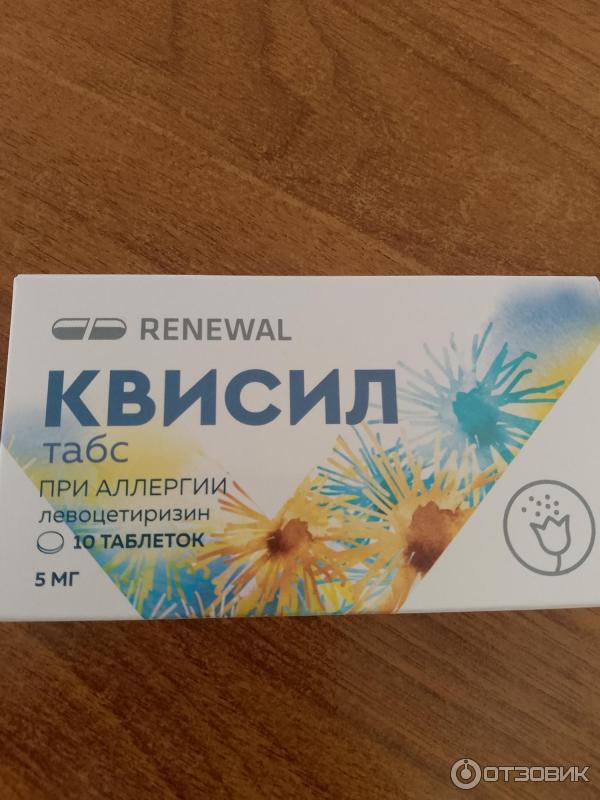 RENEWAL
КВИСИЛ
табс
ПРИ АЛЛЕРГИИ
левоцетиризин
10 ТАБЛЕТОК
5 МГ
ОТЗОВИК